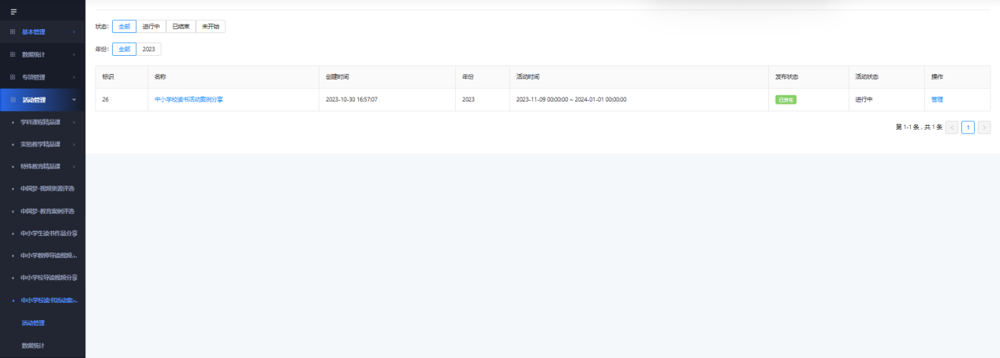 基本管理
数据统计
专项管理
活动管理
学科课程精品课
实验教学精品课
特殊教育精品课
中国梦-视频资源评选
中国梦-教育案例评选
中小学生读书作品分享
中小学教师导读视频...
中小学校导读视频分享
中小学校读书活动案...
活动管理
数据统计
状态: 全部 进行中 已结束 未开始
年份: 全部 2023
标识 名称 创建时间 年份 活动时间 发布状态 活动状态 操作
26 中小学校读书活动案例分享 2023-10-30 16:57:07 2023 2023-11-09 00:00:00 ~ 2024-01-01 00:00:00 已发布 进行中 管理
第 1-1 条，共 1 条 < 1 >